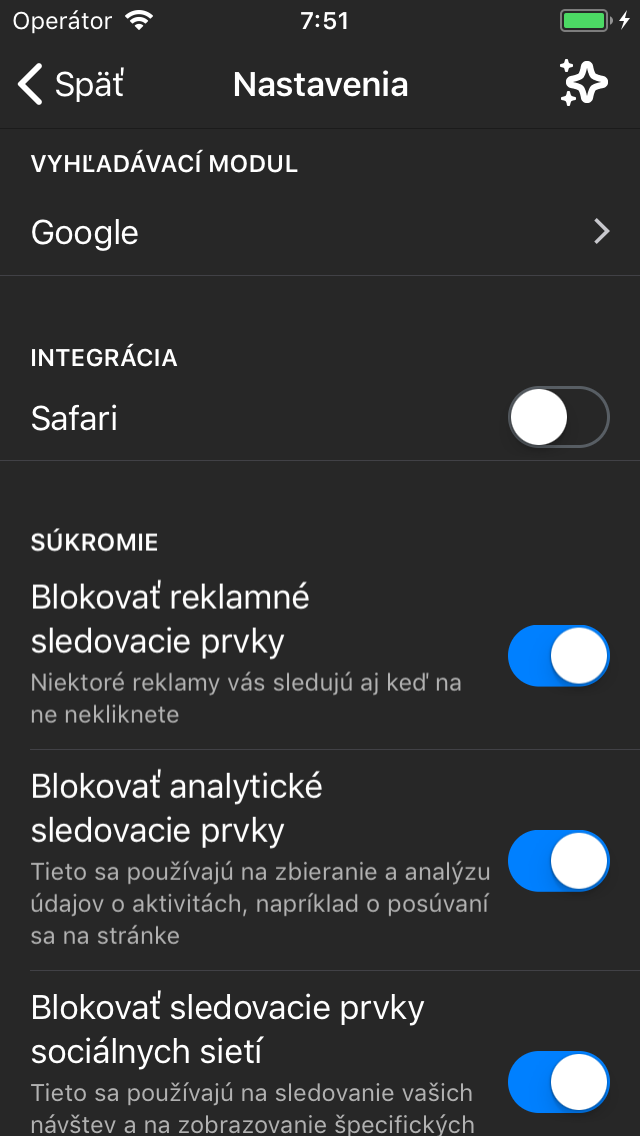 Operátor
7:51
Späť
Nastavenia
VYHĽADÁVACÍ MODUL
Google
INTEGRÁCIA
Safari
SÚKROMIE
Blokovať reklamné
sledovacie prvky
Niektoré reklamy vás sledujú aj keď na
ne nekliknete
Blokovať analytické
sledovacie prvky
Tieto sa používajú na zbieranie a analýzu
údajov o aktivitách, napríklad o posúvaní
sa na stránke
Blokovať sledovacie prvky
sociálnych sietí
Tieto sa používajú na sledovanie vašich
návštev a na zobrazovanie špecifických